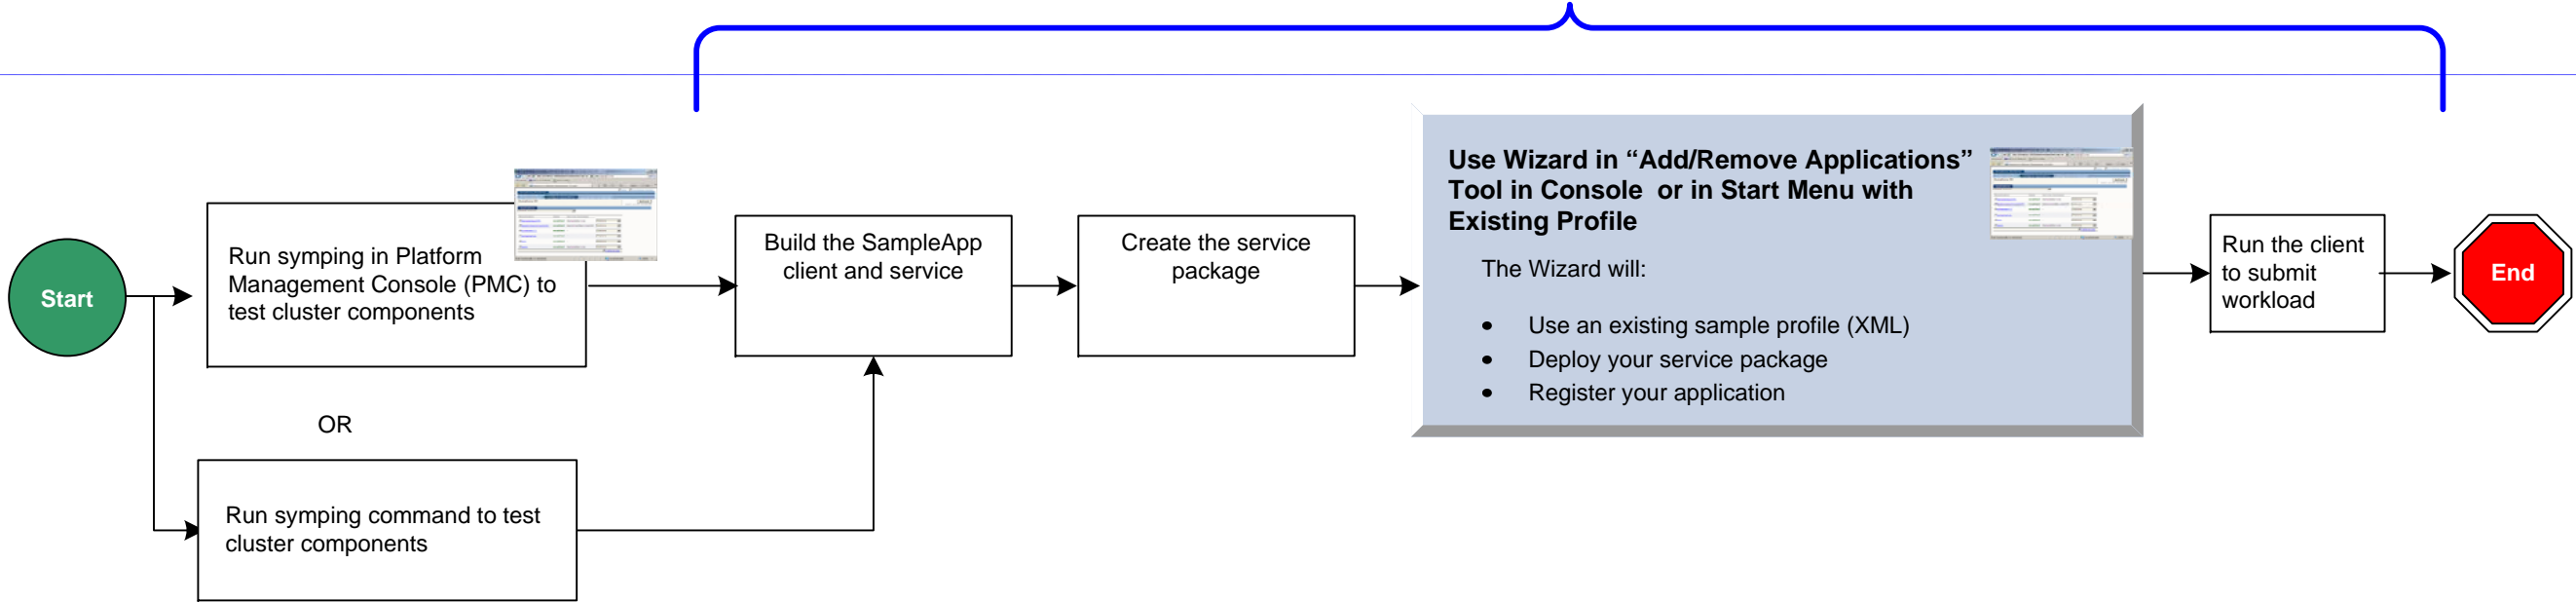 Start
Run symping in Platform
Management Console (PMC) to
test cluster components
OR
Run symping command to test
cluster components
Build the SampleApp
client and service
Create the service
package
Use Wizard in “Add/Remove Applications”
Tool in Console or in Start Menu with
Existing Profile
The Wizard will:
• Use an existing sample profile (XML)
• Deploy your service package
• Register your application
Run the client
to submit
workload
End